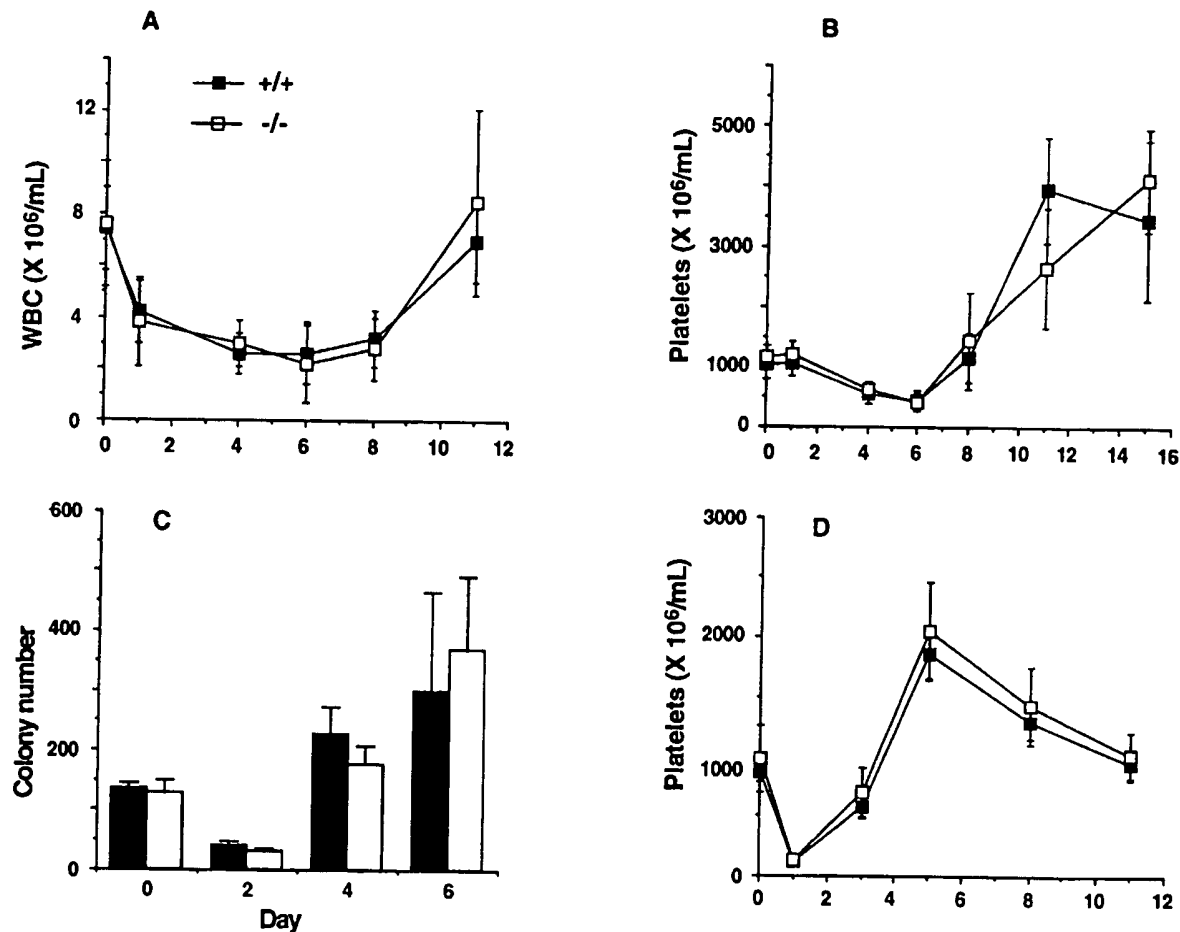 A
+/+
-/-
WBC (X 10⁶/mL)
12
8
4
0
0 2 4 6 8 10 12
B
Platelets (X 10⁶/mL)
5000
3000
1000
0
0 2 4 6 8 10 12 14 16
C
Colony number
600
400
200
0
0 2 4 6
Day
D
Platelets (X 10⁶/mL)
3000
2000
1000
0
0 2 4 6 8 10 12